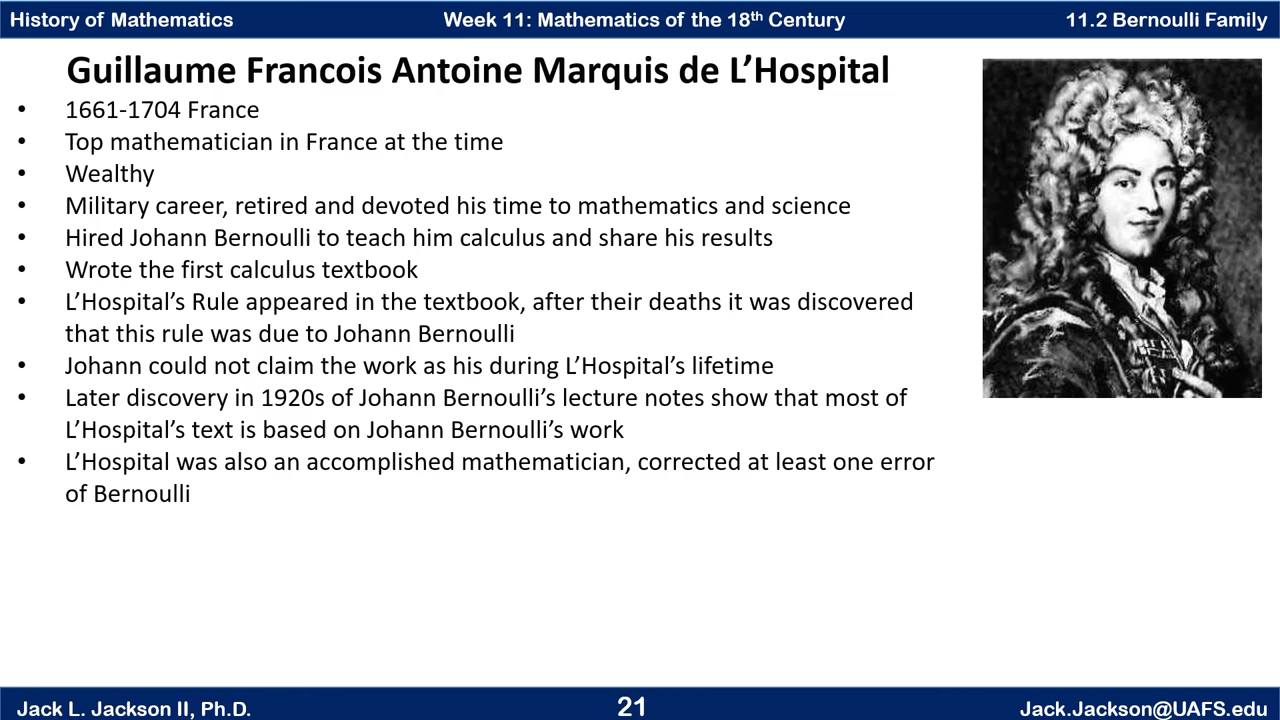 History of Mathematics
Week 11: Mathematics of the 18th Century
11.2 Bernoulli Family
Guillaume Francois Antoine Marquis de L’Hospital
• 1661-1704 France
• Top mathematician in France at the time
• Wealthy
• Military career, retired and devoted his time to mathematics and science
• Hired Johann Bernoulli to teach him calculus and share his results
• Wrote the first calculus textbook
• L’Hospital’s Rule appeared in the textbook, after their deaths it was discovered
that this rule was due to Johann Bernoulli
• Johann could not claim the work as his during L’Hospital’s lifetime
• Later discovery in 1920s of Johann Bernoulli’s lecture notes show that most of
L’Hospital’s text is based on Johann Bernoulli’s work
• L’Hospital was also an accomplished mathematician, corrected at least one error
of Bernoulli
Jack L. Jackson II, Ph.D.
21
Jack.Jackson@UAFS.edu